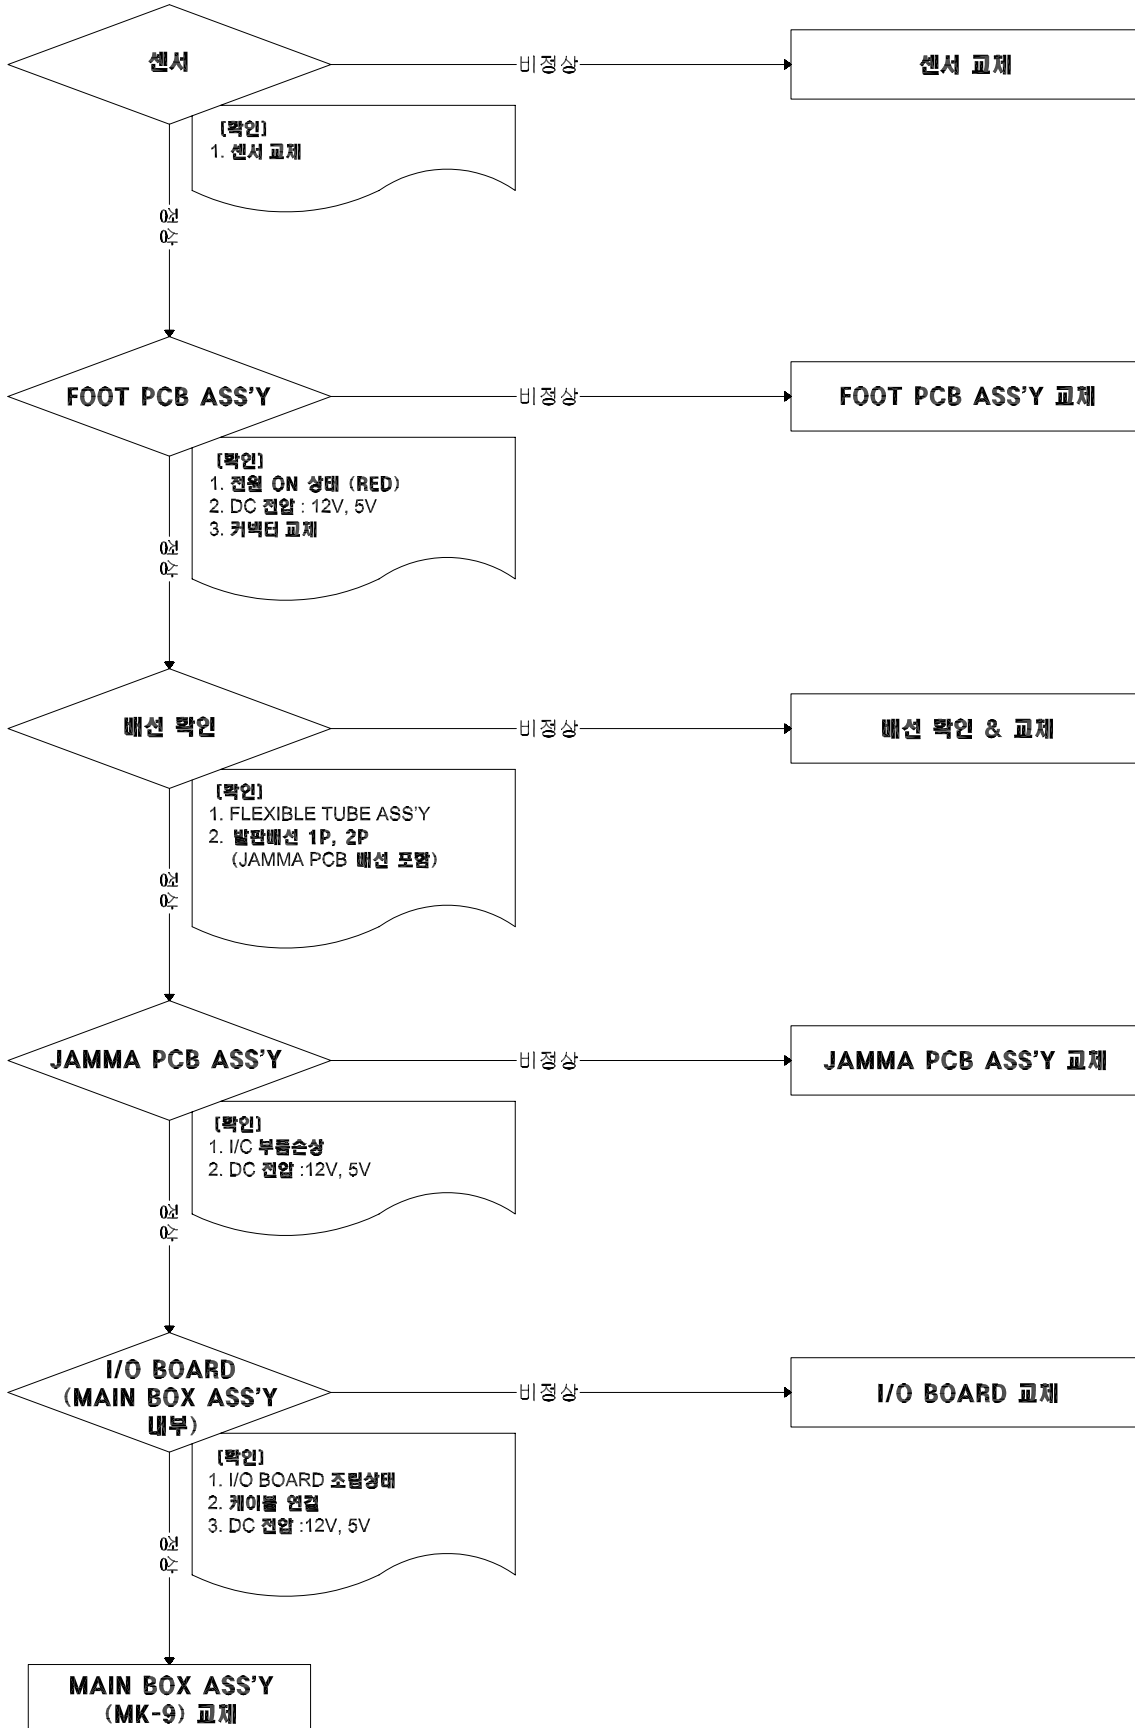 센서
비정상
센서 교체
[확인]
1. 센서 교체
정상
FOOT PCB ASS'Y
비정상
FOOT PCB ASS'Y 교체
[확인]
1. 전원 ON 상태 (RED)
2. DC 전압 : 12V, 5V
3. 커넥터 교체
정상
배선 확인
비정상
배선 확인 & 교체
[확인]
1. FLEXIBLE TUBE ASS'Y
2. 발판배선 1P, 2P
(JAMMA PCB 배선 포함)
정상
JAMMA PCB ASS'Y
비정상
JAMMA PCB ASS'Y 교체
[확인]
1. I/C 부품손상
2. DC 전압 :12V, 5V
정상
I/O BOARD
(MAIN BOX ASS'Y
내부)
비정상
I/O BOARD 교체
[확인]
1. I/O BOARD 조립상태
2. 케이블 연결
3. DC 전압 :12V, 5V
정상
MAIN BOX ASS'Y
(MK-9) 교체